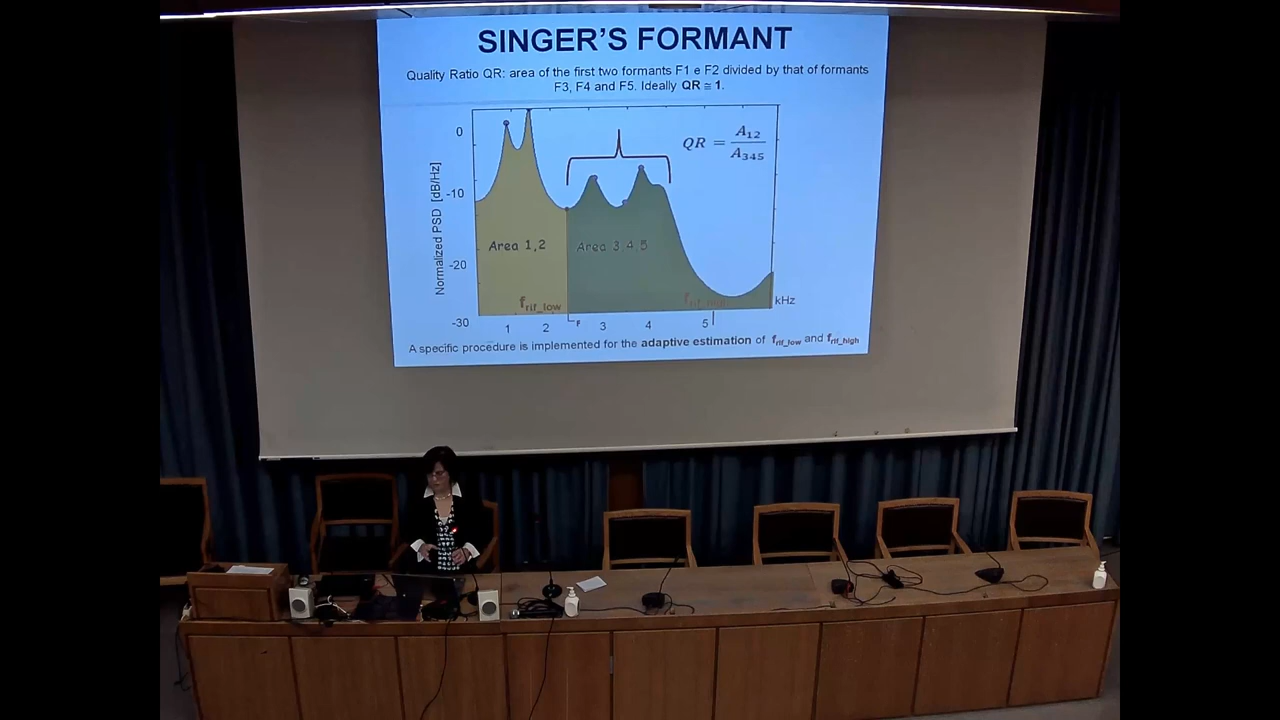 SINGER'S FORMANT
Quality Ratio QR: area of the first two formants F1 e F2 divided by that of formants
F3, F4 and F5. Ideally QR ≅ 1.
QR = A12 / A345
Normalized PSD [dB/Hz]
0
-10
-20
-30
Area 1,2
Area 3,4,5
frif_low
frif_high
kHz
F
1 2 3 4 5
A specific procedure is implemented for the adaptive estimation of frif_low and frif_high